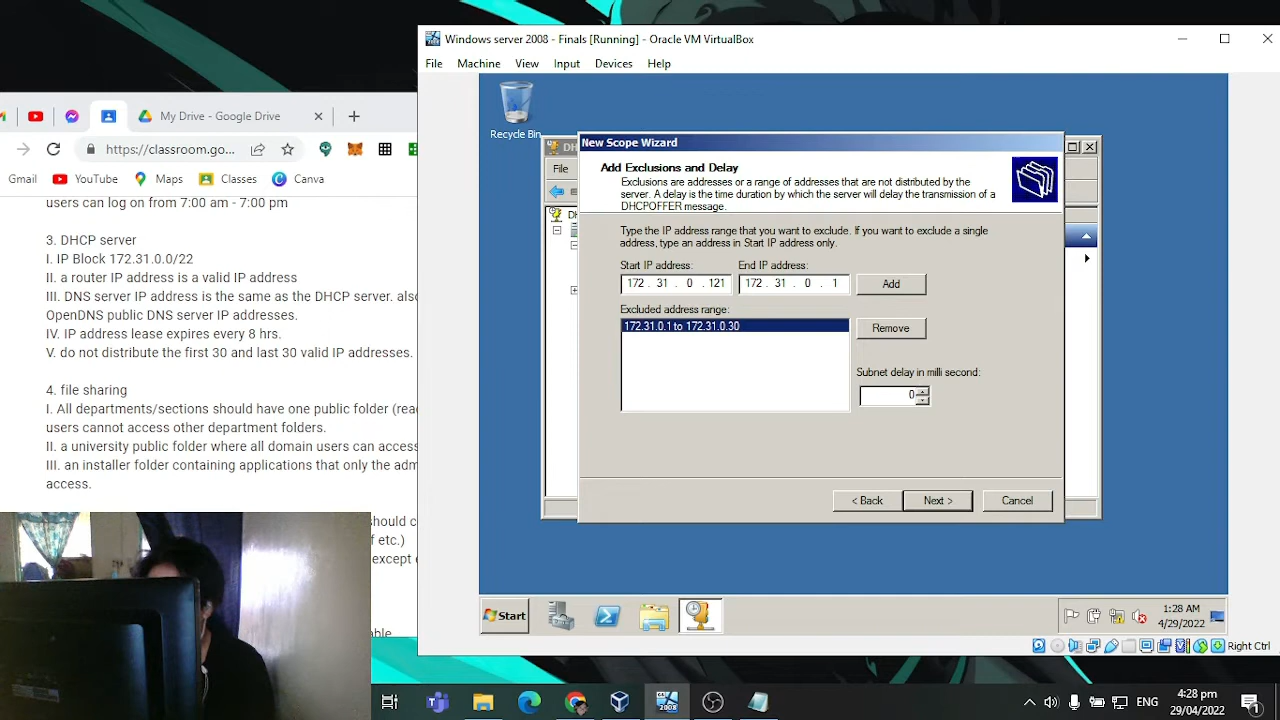 Windows server 2008 - Finals [Running] - Oracle VM VirtualBox
File Machine View Input Devices Help
My Drive - Google Drive
https://classroom.go...
Gmail YouTube Maps Classes Canva
users can log on from 7:00 am - 7:00 pm
3. DHCP server
I. IP Block 172.31.0.0/22
II. a router IP address is a valid IP address
III. DNS server IP address is the same as the DHCP server. also
OpenDNS public DNS server IP addresses.
IV. IP address lease expires every 8 hrs.
V. do not distribute the first 30 and last 30 valid IP addresses.
4. file sharing
I. All departments/sections should have one public folder (read
users cannot access other department folders.
II. a university public folder where all domain users can access
III. an installer folder containing applications that only the adm
access.
should c
f etc.)
except
Recycle Bin
DH
File
DH
New Scope Wizard
Add Exclusions and Delay
Exclusions are addresses or a range of addresses that are not distributed by the
server. A delay is the time duration by which the server will delay the transmission of a
DHCPOFFER message.
Type the IP address range that you want to exclude. If you want to exclude a single
address, type an address in Start IP address only.
Start IP address: End IP address:
172 . 31 . 0 . 121 172 . 31 . 0 . 1 Add
Excluded address range:
172.31.0.1 to 172.31.0.30 Remove
Subnet delay in milli second:
0
< Back Next > Cancel
Start
1:28 AM
4/29/2022
Right Ctrl
2008
ENG
4:28 pm
29/04/2022
1